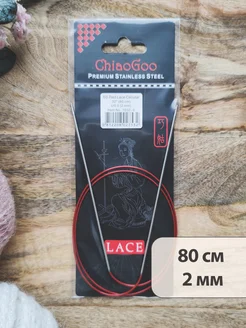 ChiaoGoo
PREMIUM STAINLESS STEEL
LACE
80 см
2 мм